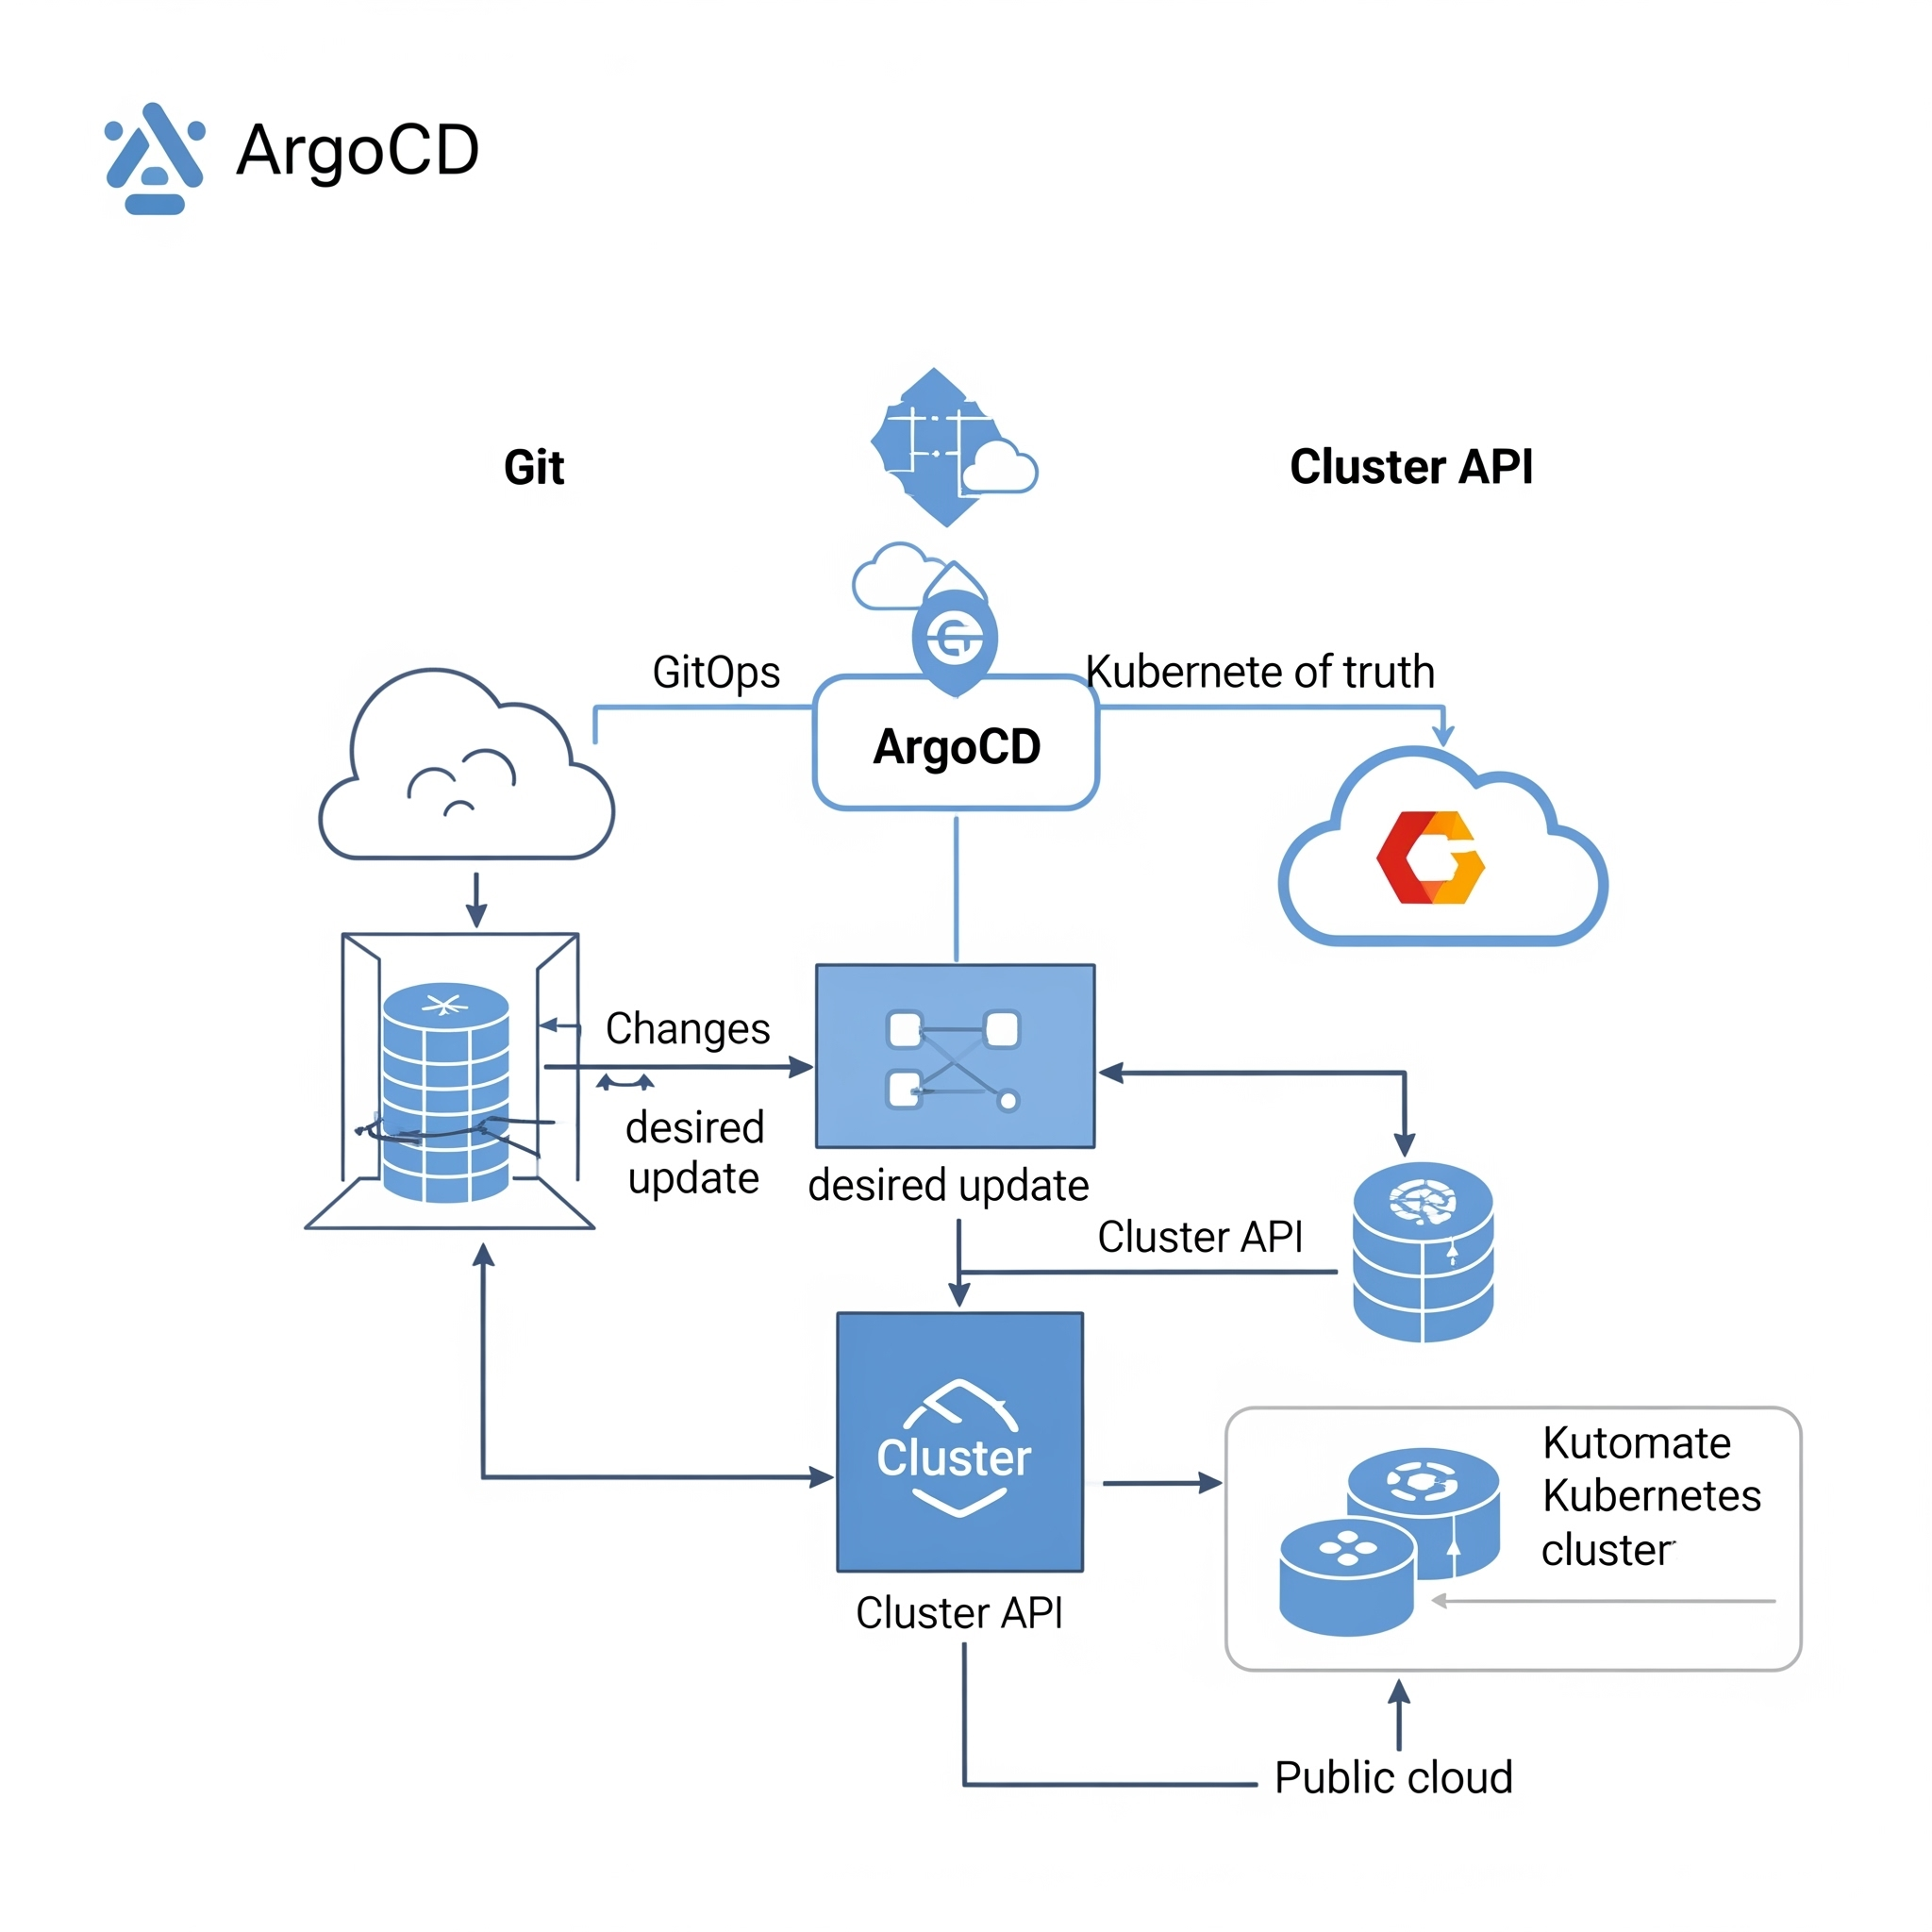 ArgoCD
Git
Cluster API
GitOps
Kubernete of truth
ArgoCD
Changes
desired
update
desired update
Cluster API
Cluster
Cluster API
Kutomate
Kubernetes
cluster
Public cloud